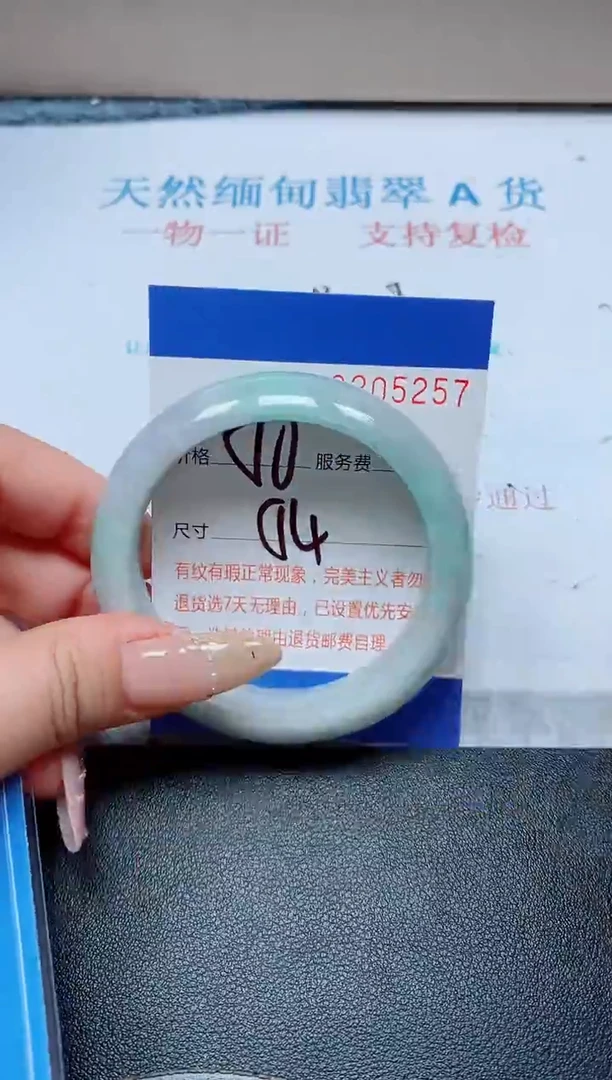 天然缅甸翡翠 A 货
一物一证 支持复检
205257
价格 服务费
尺寸
有纹有瑕正常现象，完美主义者勿
退货选7天无理由，已设置优先安
理由退货邮费自理
通过